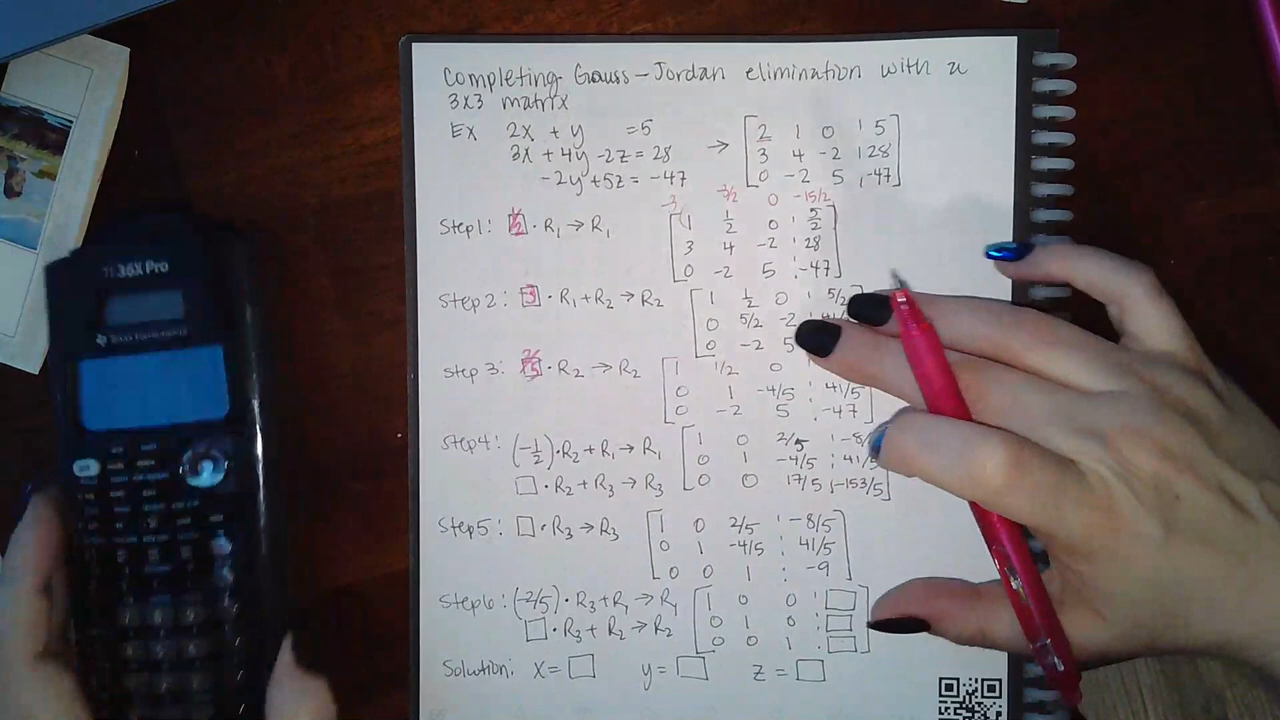 Completing Gauss-Jordan elimination with a
3x3 matrix
Ex 2x + y = 5 → [2 1 0 | 5]
3x + 4y - 2z = 28 [3 4 -2 | 28]
-2y + 5z = -47 [0 -2 5 | -47]
-3 -3/2 0 -15/2
Step 1: 1/2 · R1 → R1 [1 1/2 0 | 5/2]
[3 4 -2 | 28]
[0 -2 5 | -47]
Step 2: -3 · R1 + R2 → R2 [1 1/2 0 | 5/2]
[0 5/2 -2
[0 -2 5
Step 3: 2/5 · R2 → R2 [1 1/2 0
[0 1 -4/5 | 41/5]
[0 -2 5 | -47]
Step 4: (-1/2) · R2 + R1 → R1 [1 0 2/5 | -8/
[0 1 -4/5 | 41/5
□ · R2 + R3 → R3 [0 0 17/5 | -153/5]
Step 5: □ · R3 → R3 [1 0 2/5 | -8/5]
[0 1 -4/5 | 41/5]
[0 0 1 | -9]
Step 6: (-2/5) · R3 + R1 → R1 [1 0 0 | □]
□ · R3 + R2 → R2 [0 1 0 | □]
[0 0 1 | □]
Solution: x = □ y = □ z = □
TI-36X Pro
Texas Instruments